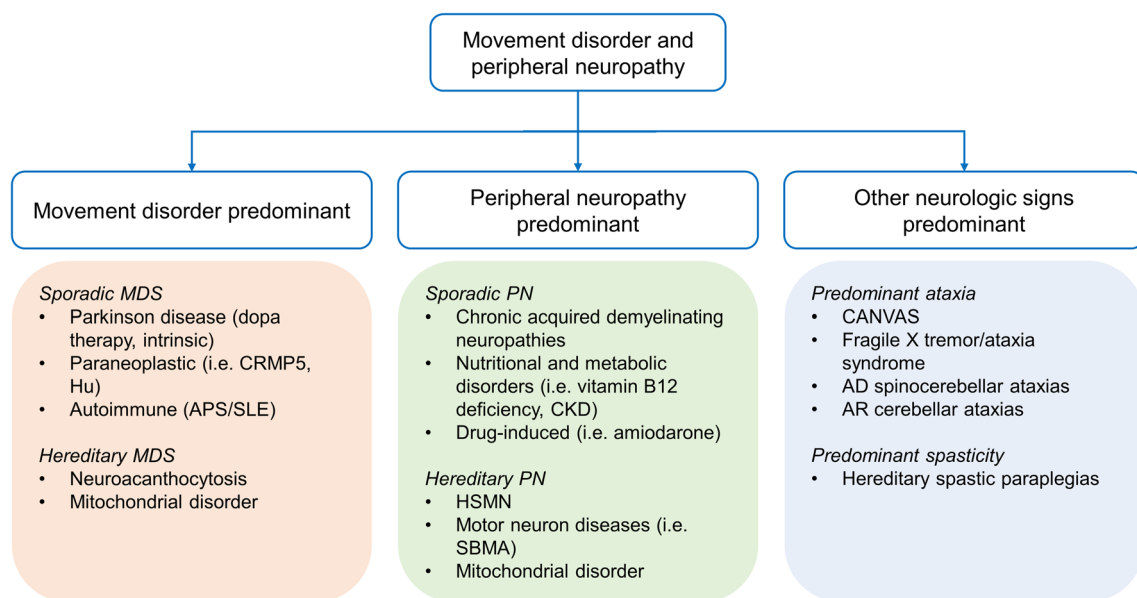 Movement disorder and
peripheral neuropathy
Movement disorder predominant
Peripheral neuropathy
predominant
Other neurologic signs
predominant
Sporadic MDS
• Parkinson disease (dopa
therapy, intrinsic)
• Paraneoplastic (i.e. CRMP5,
Hu)
• Autoimmune (APS/SLE)
Hereditary MDS
• Neuroacanthocytosis
• Mitochondrial disorder
Sporadic PN
• Chronic acquired demyelinating
neuropathies
• Nutritional and metabolic
disorders (i.e. vitamin B12
deficiency, CKD)
• Drug-induced (i.e. amiodarone)
Hereditary PN
• HSMN
• Motor neuron diseases (i.e.
SBMA)
• Mitochondrial disorder
Predominant ataxia
• CANVAS
• Fragile X tremor/ataxia
syndrome
• AD spinocerebellar ataxias
• AR cerebellar ataxias
Predominant spasticity
• Hereditary spastic paraplegias